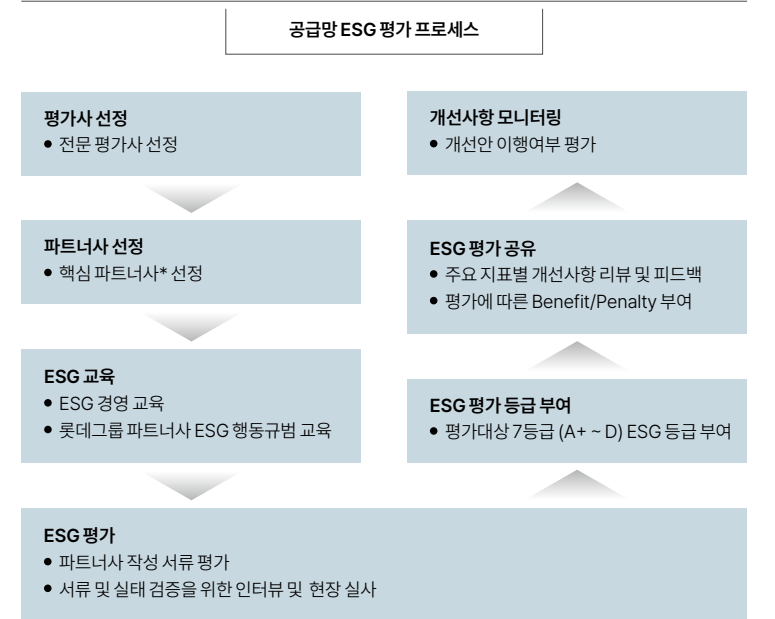 공급망 ESG 평가 프로세스
평가사 선정
● 전문 평가사 선정
파트너사 선정
● 핵심 파트너사* 선정
ESG 교육
● ESG 경영 교육
● 롯데그룹 파트너사 ESG 행동규범 교육
ESG 평가
● 파트너사 작성 서류 평가
● 서류 및 실태 검증을 위한 인터뷰 및 현장 실사
ESG 평가 등급 부여
● 평가대상 7등급 (A+ ~ D) ESG 등급 부여
ESG 평가 공유
● 주요 지표별 개선사항 리뷰 및 피드백
● 평가에 따른 Benefit/Penalty 부여
개선사항 모니터링
● 개선안 이행여부 평가